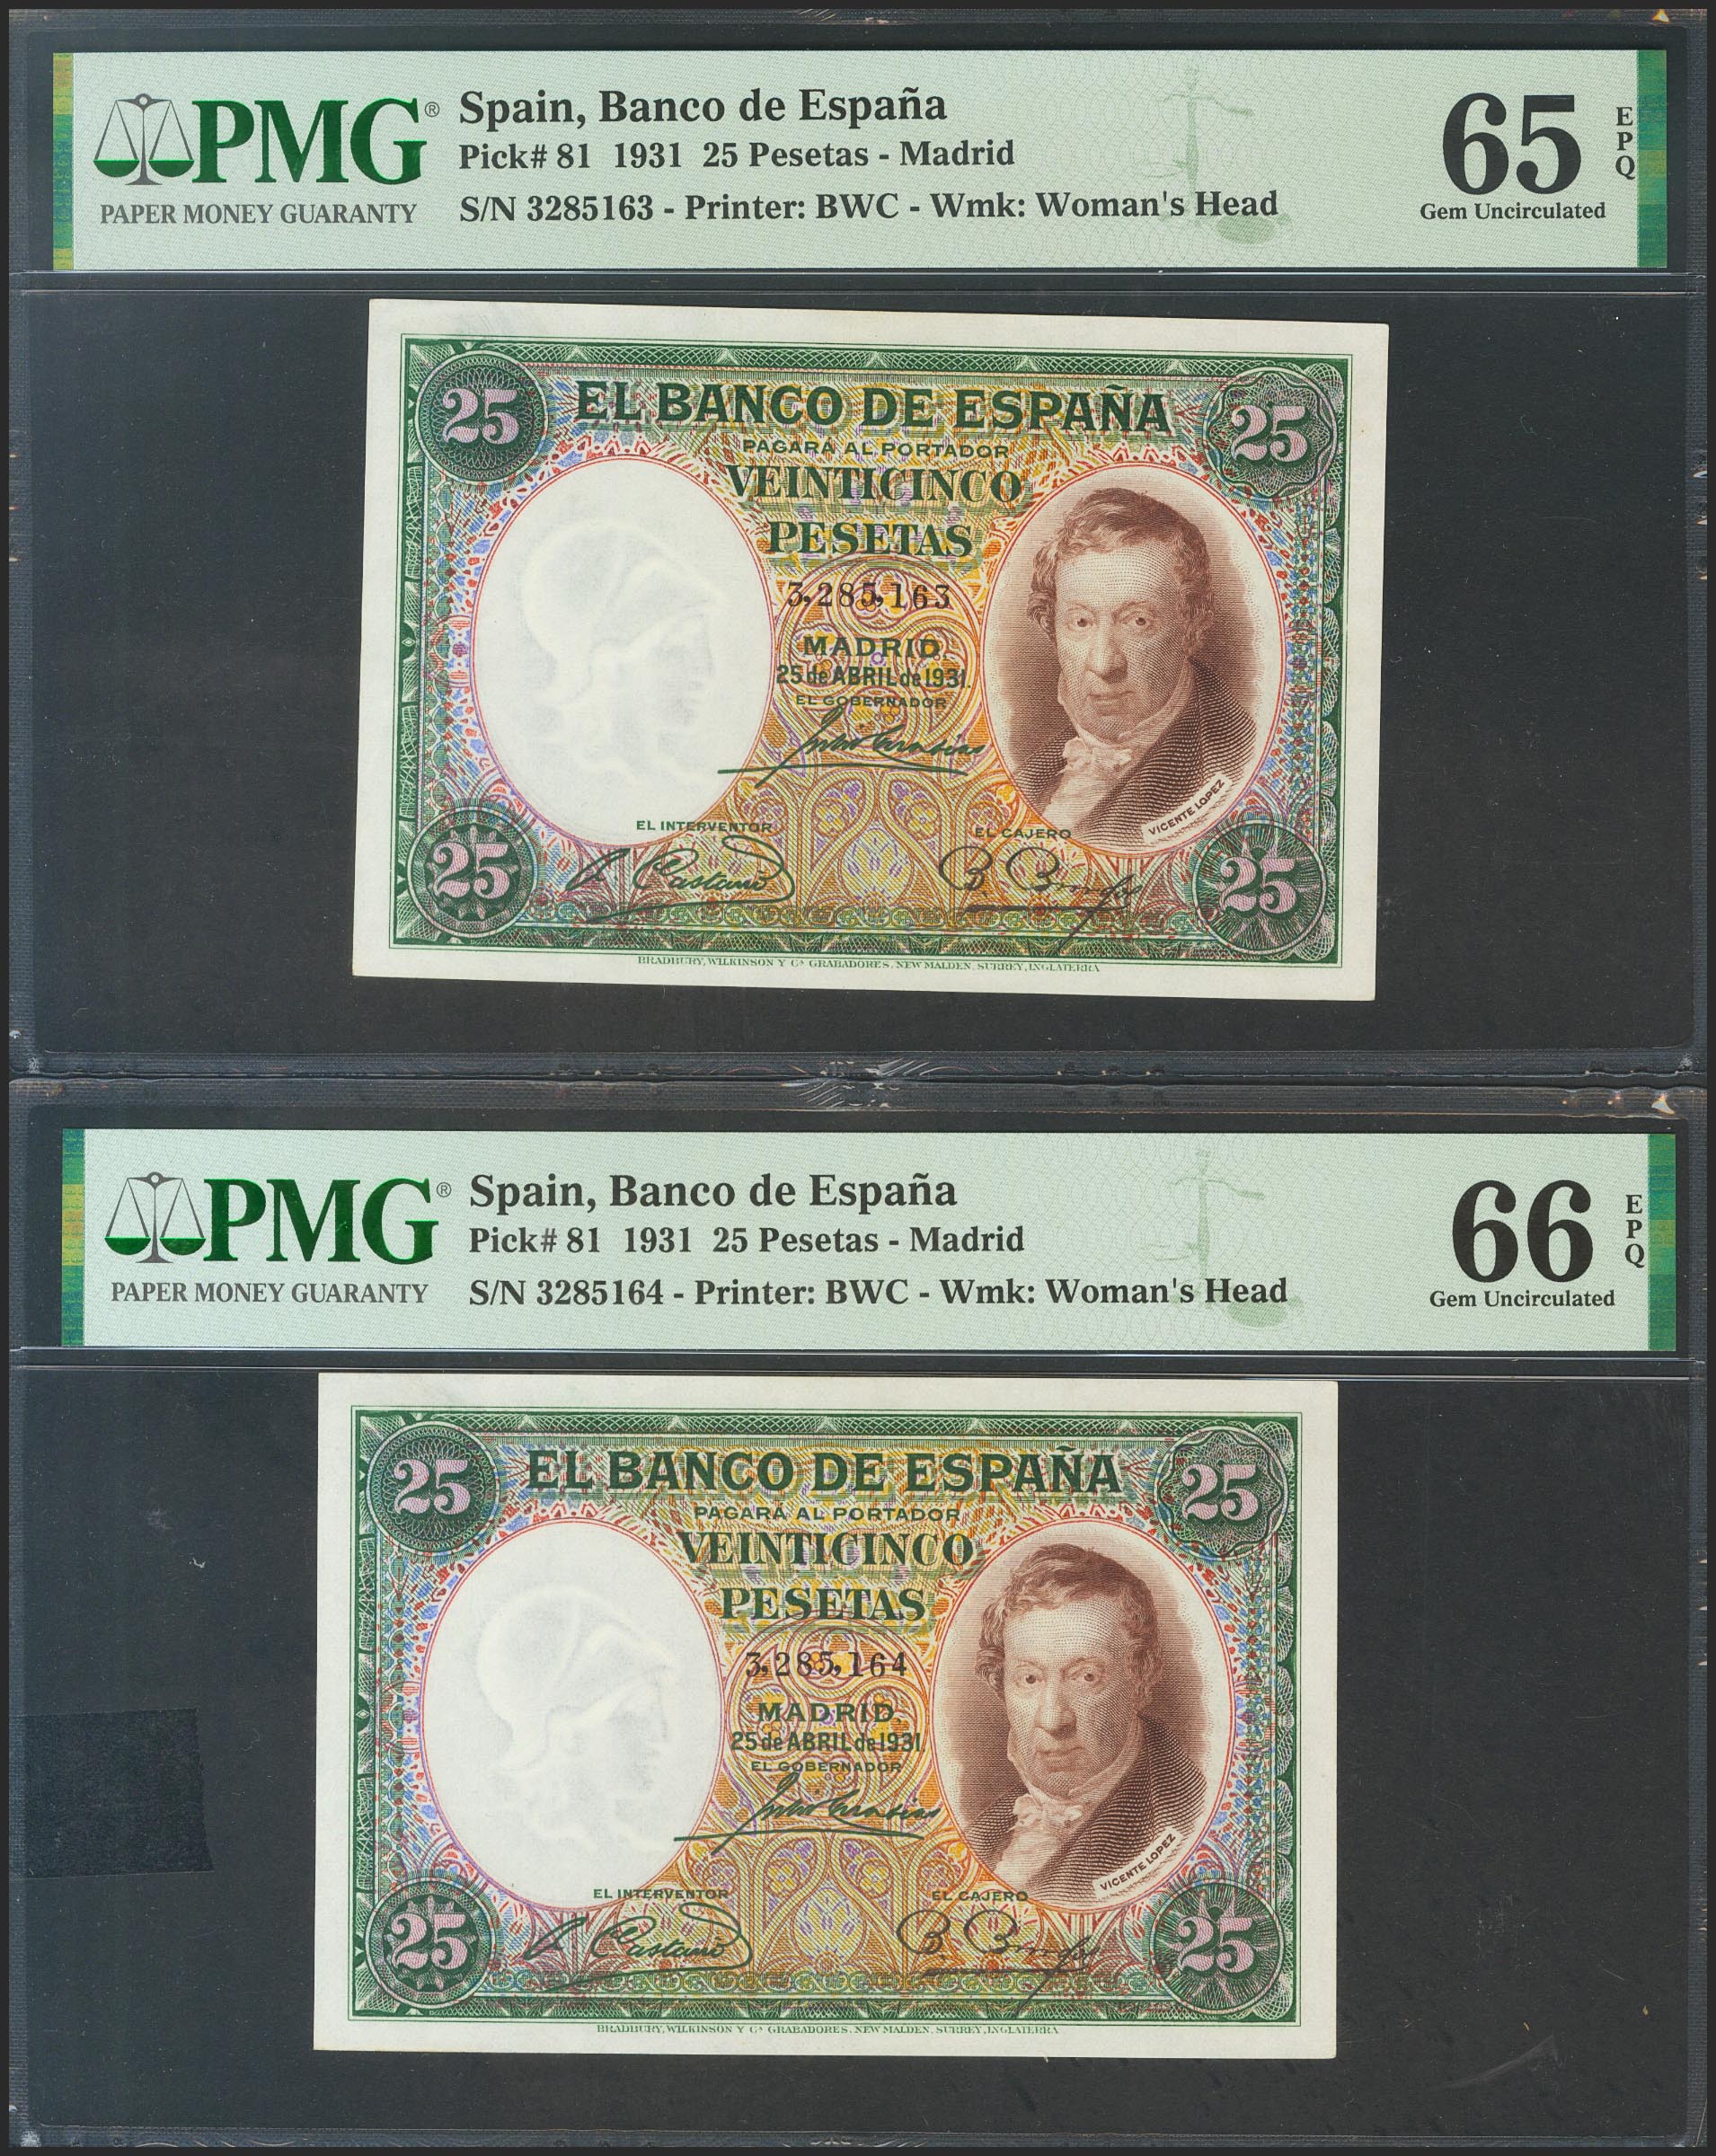 PMG®
PAPER MONEY GUARANTY
Spain, Banco de España
Pick# 81 1931 25 Pesetas - Madrid
S/N 3285163 - Printer: BWC - Wmk: Woman's Head
65 EPQ
Gem Uncirculated
25 EL BANCO DE ESPAÑA 25
PAGARÁ AL PORTADOR
VEINTICINCO
PESETAS
3,285,163
MADRID
25 de ABRIL de 1931.
EL GOBERNADOR
VICENTE LOPEZ
EL INTERVENTOR EL CAJERO
25 25
BRADBURY, WILKINSON Y Cª GRABADORES, NEW MALDEN, SURREY, INGLATERRA
PMG®
PAPER MONEY GUARANTY
Spain, Banco de España
Pick# 81 1931 25 Pesetas - Madrid
S/N 3285164 - Printer: BWC - Wmk: Woman's Head
66 EPQ
Gem Uncirculated
25 EL BANCO DE ESPAÑA 25
PAGARÁ AL PORTADOR
VEINTICINCO
PESETAS
3,285,164
MADRID
25 de ABRIL de 1931.
EL GOBERNADOR
VICENTE LOPEZ
EL INTERVENTOR EL CAJERO
25 25
BRADBURY, WILKINSON Y Cª GRABADORES, NEW MALDEN, SURREY, INGLATERRA